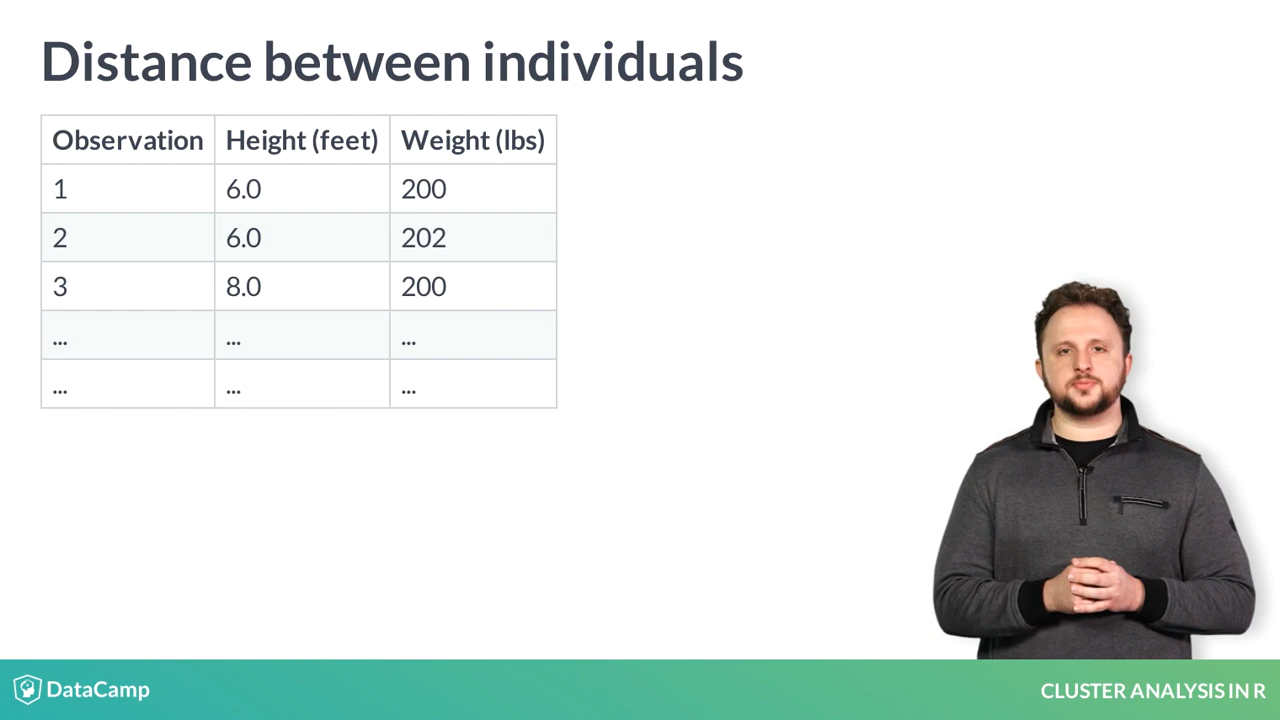 Distance between individuals
Observation Height (feet) Weight (lbs)
1 6.0 200
2 6.0 202
3 8.0 200
... ... ...
... ... ...
DataCamp CLUSTER ANALYSIS IN R